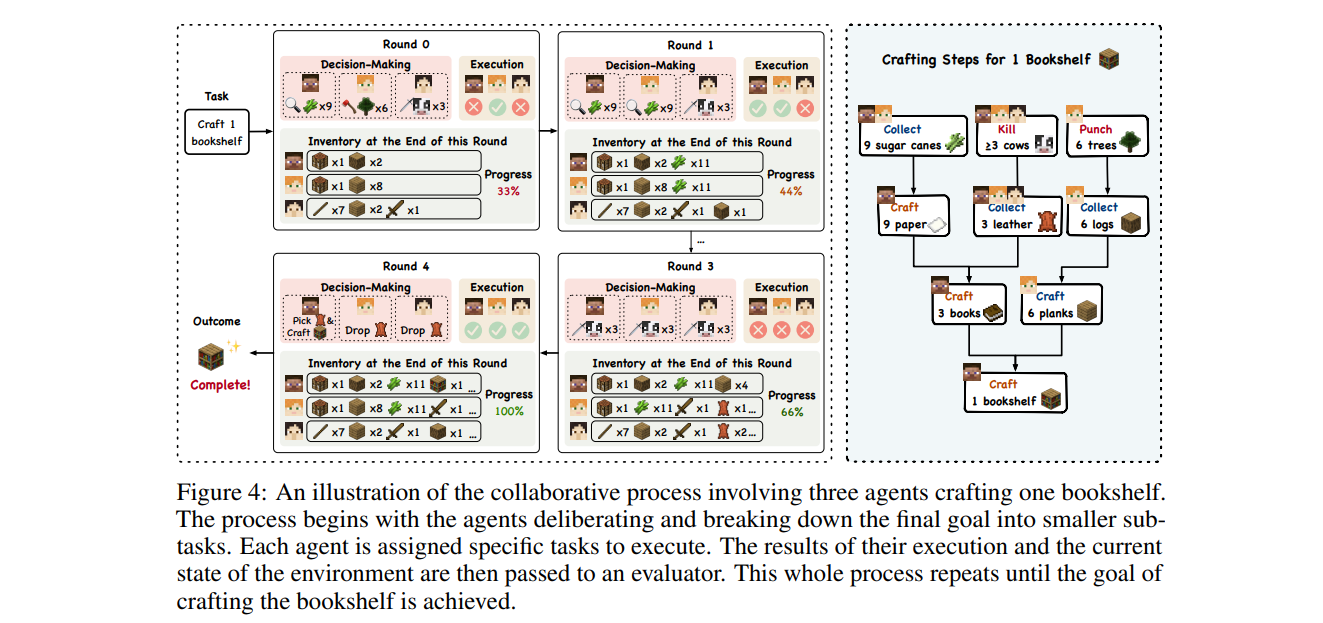 Task
Craft 1
bookshelf
Round 0
Decision-Making
Execution
x9
x6
x3
Inventory at the End of this Round
x1 x2
x1 x8
x7 x2 x1
Progress
33%
Round 1
Decision-Making
Execution
x9
x9
x3
Inventory at the End of this Round
x1 x2 x11
x1 x8 x11
x7 x2 x1 x1
Progress
44%
...
Round 3
Decision-Making
Execution
x3
x3
x3
Inventory at the End of this Round
x1 x2 x11 x4
x1 x11 x1 x1...
x7 x2 x1 x2...
Progress
66%
Round 4
Decision-Making
Execution
Pick &
Craft
Drop
Drop
Inventory at the End of this Round
x1 x2 x11 x1 ...
x1 x8 x11 x1 ...
x7 x2 x1 x1 ...
Progress
100%
Outcome
Complete!
Crafting Steps for 1 Bookshelf
Collect
9 sugar canes
Kill
≥3 cows
Punch
6 trees
Craft
9 paper
Collect
3 leather
Collect
6 logs
Craft
3 books
Craft
6 planks
Craft
1 bookshelf
Figure 4: An illustration of the collaborative process involving three agents crafting one bookshelf.
The process begins with the agents deliberating and breaking down the final goal into smaller sub-
tasks. Each agent is assigned specific tasks to execute. The results of their execution and the current
state of the environment are then passed to an evaluator. This whole process repeats until the goal of
crafting the bookshelf is achieved.